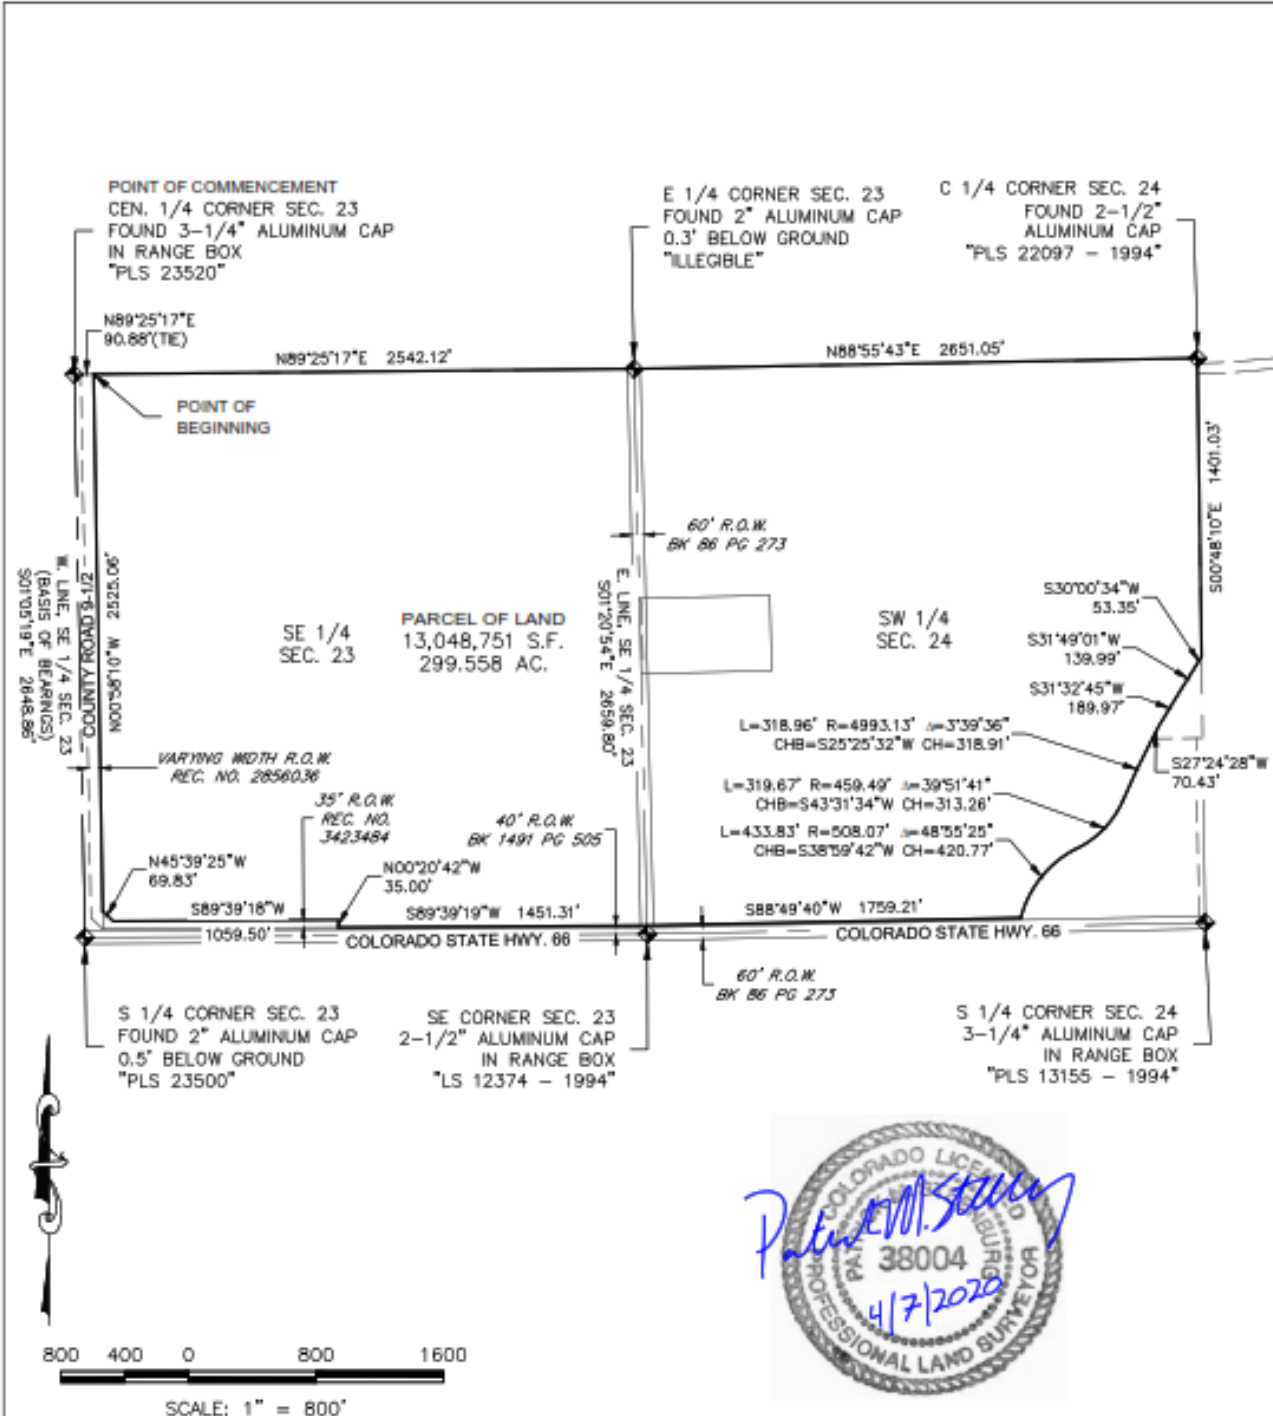 POINT OF COMMENCEMENT
CEN. 1/4 CORNER SEC. 23
FOUND 3-1/4" ALUMINUM CAP
IN RANGE BOX
"PLS 23520"
E 1/4 CORNER SEC. 23
FOUND 2" ALUMINUM CAP
0.3' BELOW GROUND
"ILLEGIBLE"
C 1/4 CORNER SEC. 24
FOUND 2-1/2"
ALUMINUM CAP
"PLS 22097 - 1994"
N89°25'17"E
90.88'(TIE)
N89°25'17"E 2542.12'
N88°55'43"E 2651.05'
POINT OF
BEGINNING
S00°48'10"E 1401.03'
60' R.O.W.
BK 86 PG 273
W. LINE, SE 1/4 SEC. 23
(BASIS OF BEARINGS)
S01°05'19"E 2648.86'
COUNTY ROAD 9-1/2
N00°58'10"W 2525.06'
SE 1/4
SEC. 23
PARCEL OF LAND
13,048,751 S.F.
299.558 AC.
E. LINE, SE 1/4 SEC. 23
S01°20'54"E 2659.80'
SW 1/4
SEC. 24
S30°00'34"W
53.35'
S31°49'01"W
139.99'
S31°32'45"W
189.97'
L=318.96' R=4993.13' Δ=3°39'36"
CHB=S25°25'32"W CH=318.91'
S27°24'28"W
70.43'
L=319.67' R=459.49' Δ=39°51'41"
CHB=S43°31'34"W CH=313.26'
L=433.83' R=508.07' Δ=48°55'25"
CHB=S38°59'42"W CH=420.77'
VARYING WIDTH R.O.W.
REC. NO. 2856036
35' R.O.W.
REC. NO.
3423484
40' R.O.W.
BK 1491 PG 505
N45°39'25"W
69.83'
N00°20'42"W
35.00'
S89°39'18"W
1059.50'
S89°39'19"W 1451.31'
S88°49'40"W 1759.21'
COLORADO STATE HWY. 66
COLORADO STATE HWY. 66
60' R.O.W.
BK 86 PG 273
S 1/4 CORNER SEC. 23
FOUND 2" ALUMINUM CAP
0.5' BELOW GROUND
"PLS 23500"
SE CORNER SEC. 23
2-1/2" ALUMINUM CAP
IN RANGE BOX
"LS 12374 - 1994"
S 1/4 CORNER SEC. 24
3-1/4" ALUMINUM CAP
IN RANGE BOX
"PLS 13155 - 1994"
COLORADO LICENSED
38004
4/7/2020
PROFESSIONAL LAND SURVEYOR
800 400 0 800 1600
SCALE: 1" = 800'